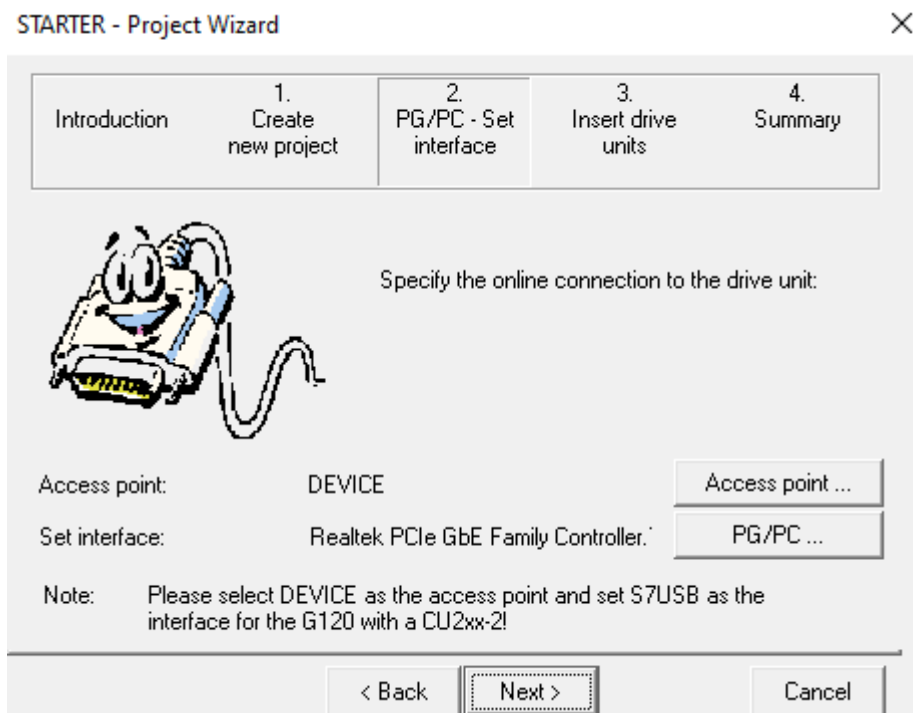 STARTER - Project Wizard
Introduction
1.
Create
new project
2.
PG/PC - Set
interface
3.
Insert drive
units
4.
Summary
Specify the online connection to the drive unit:
Access point: DEVICE Access point ...
Set interface: Realtek PCIe GbE Family Controller. PG/PC ...
Note: Please select DEVICE as the access point and set S7USB as the
interface for the G120 with a CU2xx-2!
< Back Next > Cancel